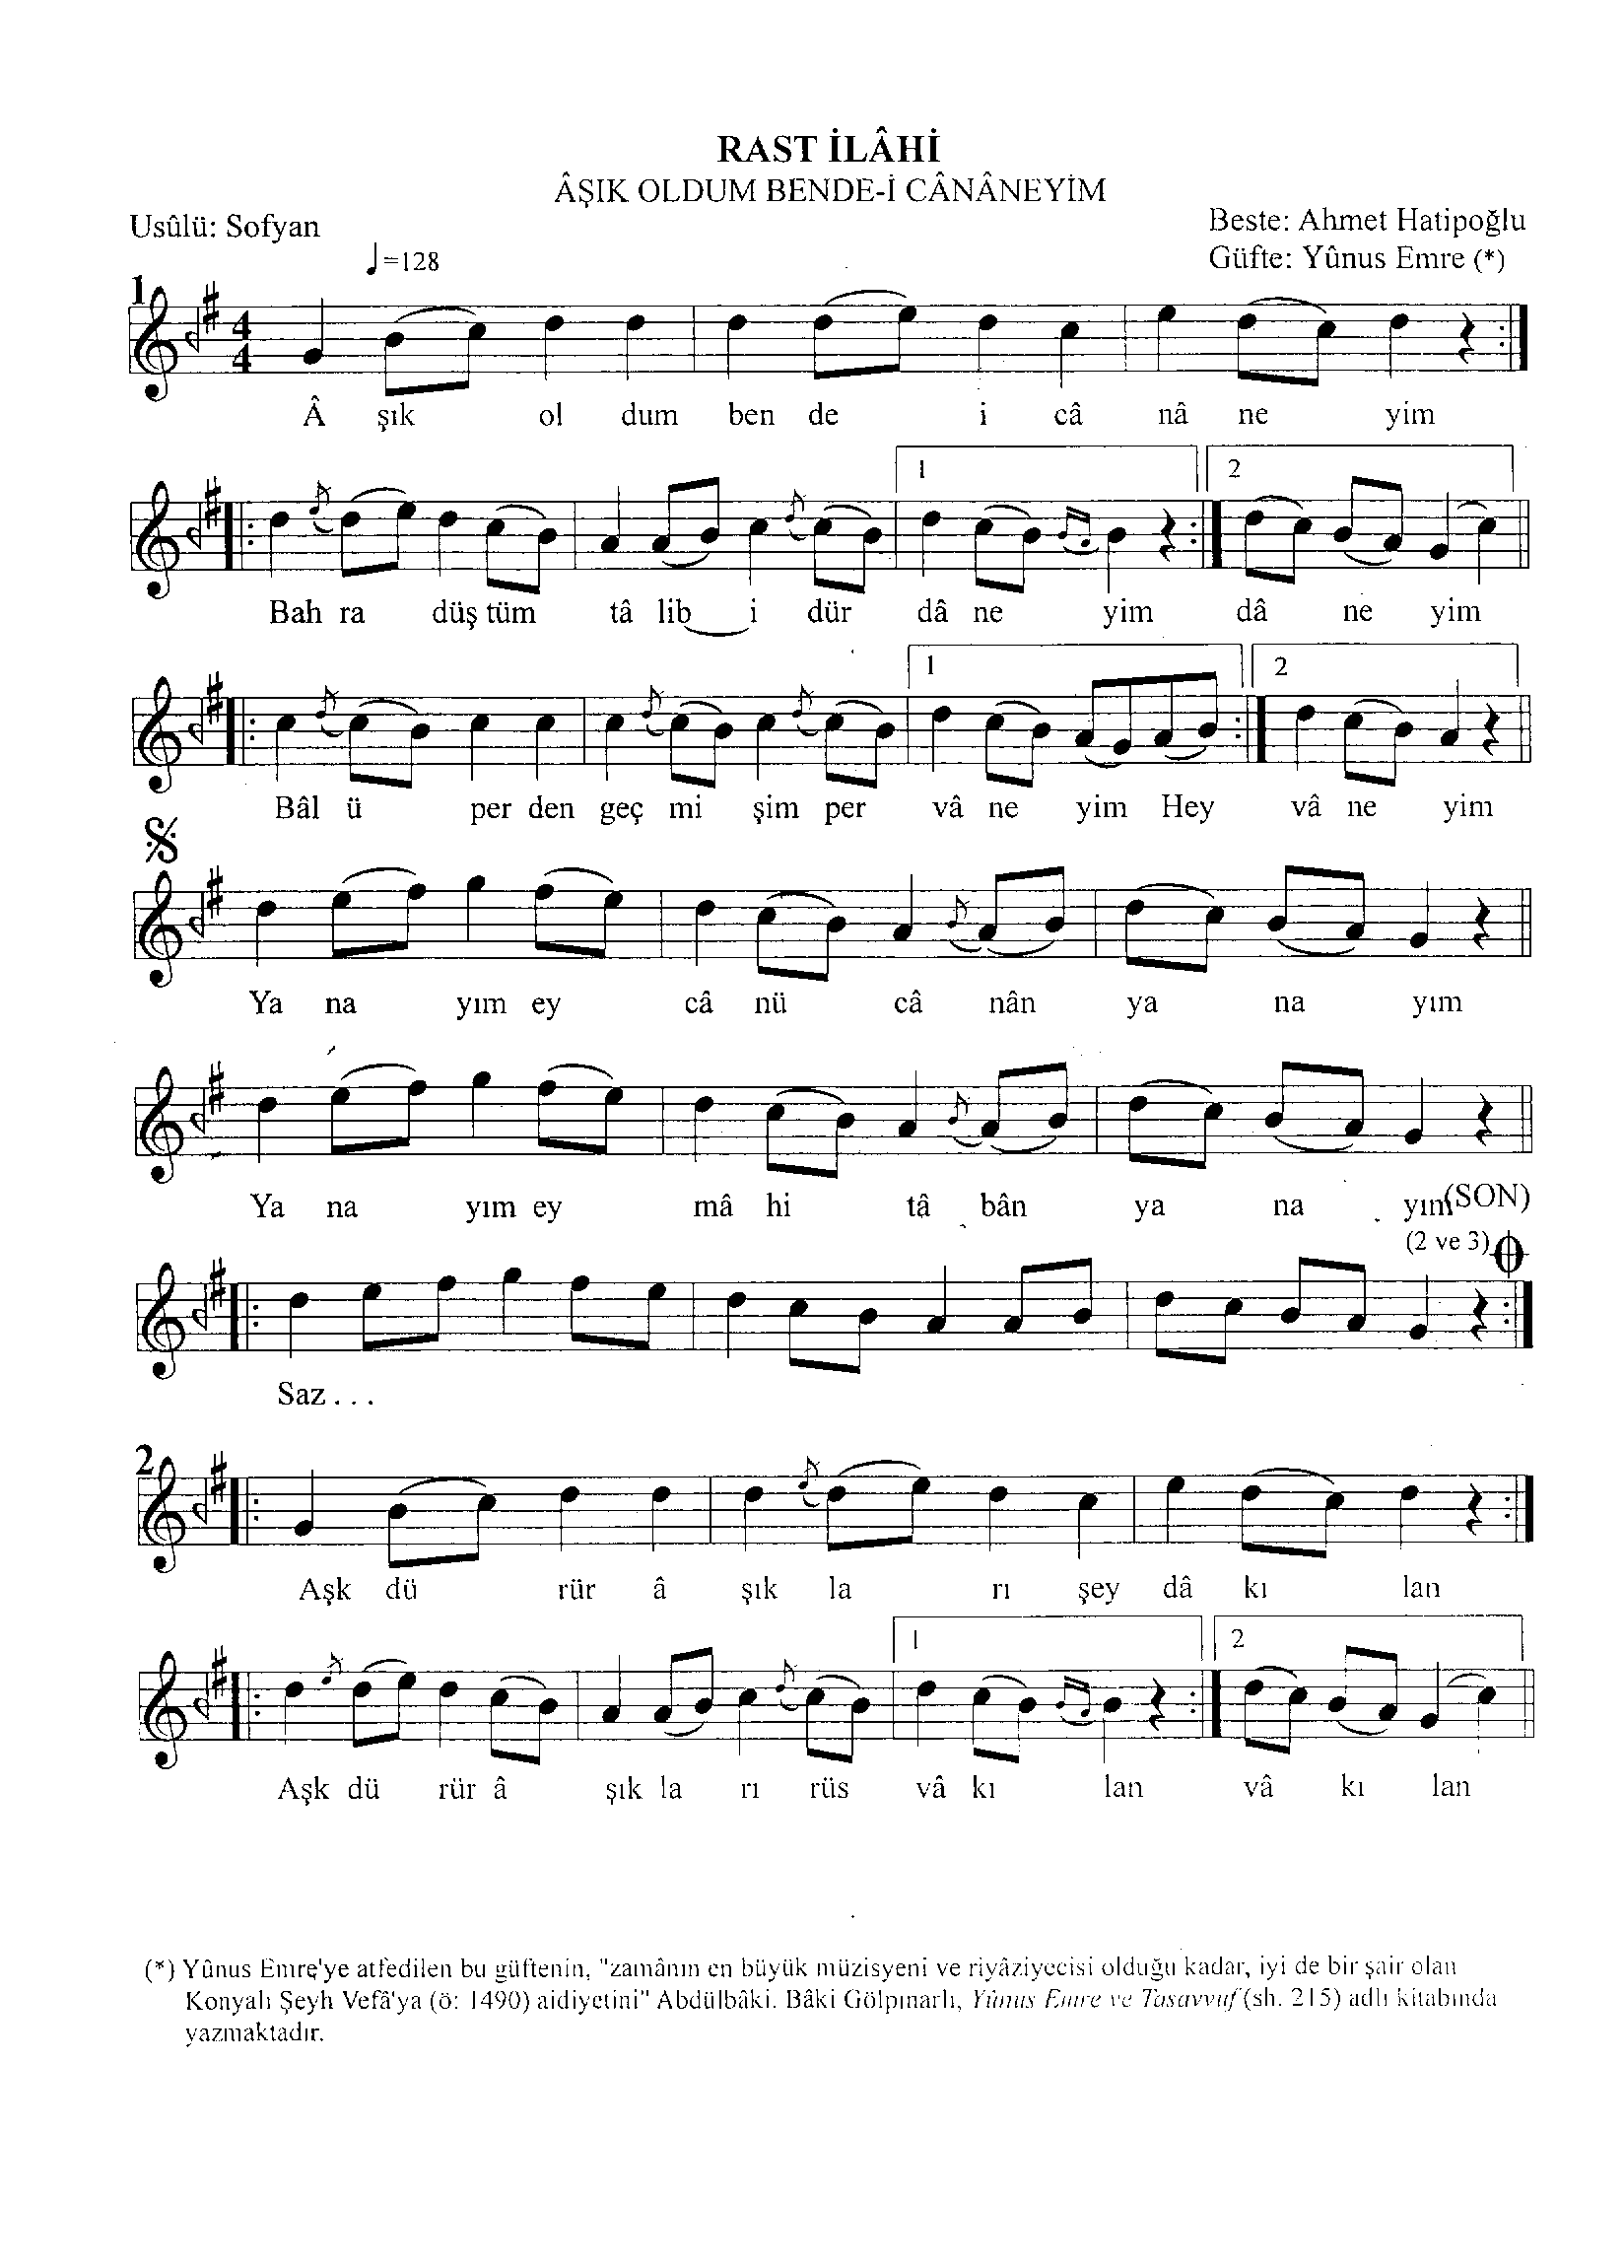 RAST İLÂHİ
ÂŞIK OLDUM BENDE-İ CÂNÂNEYİM
Usûlü: Sofyan
Beste: Ahmet Hatipoğlu
=128
Güfte: Yûnus Emre (*)
1
4
4
Â şık ol dum ben de i câ nâ ne yim
1 2
Bah ra düş tüm tâ lib i dür dâ ne yim dâ ne yim
1 2
Bâl ü per den geç mi şim per vâ ne yim Hey vâ ne yim
Ya na yım ey câ nü câ nân ya na yım
Ya na yım ey mâ hi tâ bân ya na yım
(SON)
(2 ve 3)
Saz . . .
2
Aşk dü rür â şık la rı şey dâ kı lan
1 2
Aşk dü rür â şık la rı rüs vâ kı lan vâ kı lan
(*) Yûnus Emre'ye atfedilen bu güftenin, "zamânın en büyük müzisyeni ve riyâziyecisi olduğu kadar, iyi de bir şair olan
Konyalı Şeyh Vefâ'ya (ö: 1490) aidiyetini" Abdülbâki. Bâki Gölpınarlı, Yûnus Emre ve Tasavvuf (sh. 215) adlı kitabında
yazmaktadır.